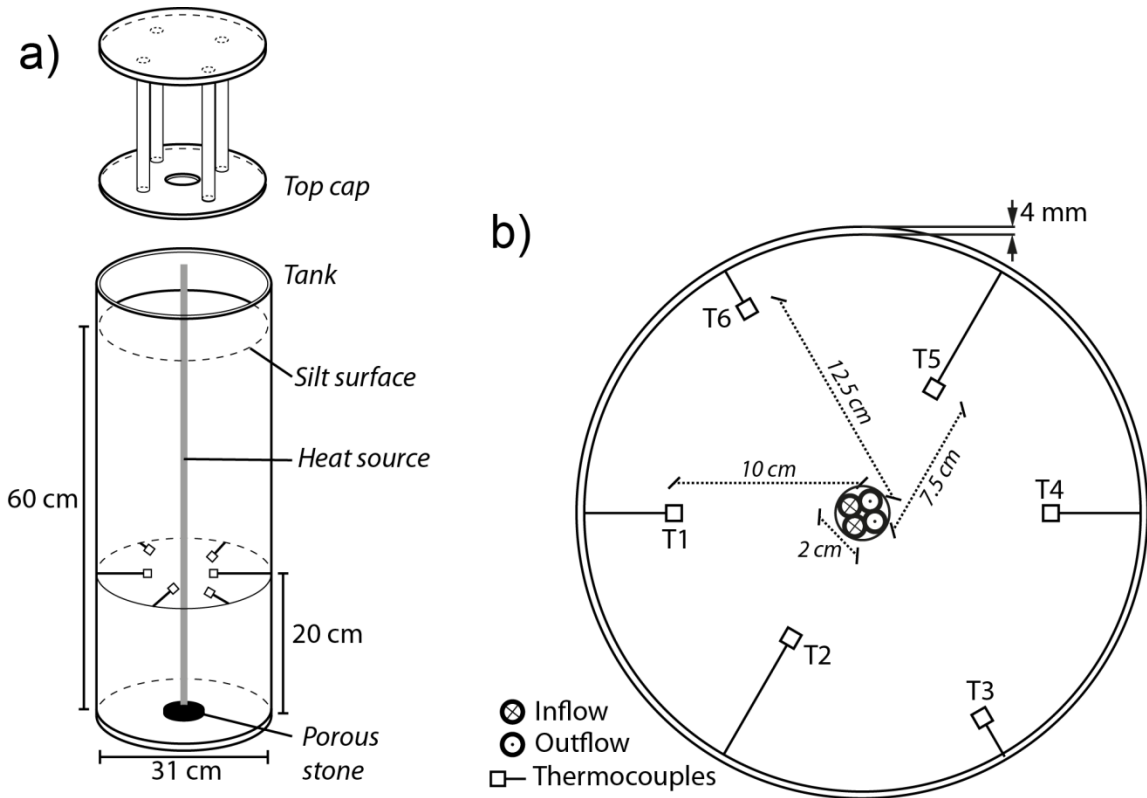 a)
Top cap
Tank
Silt surface
Heat source
60 cm
20 cm
Porous
stone
31 cm
b)
4 mm
T6
T5
12.5 cm
7.5 cm
10 cm
T4
T1
2 cm
T2
T3
Inflow
Outflow
Thermocouples